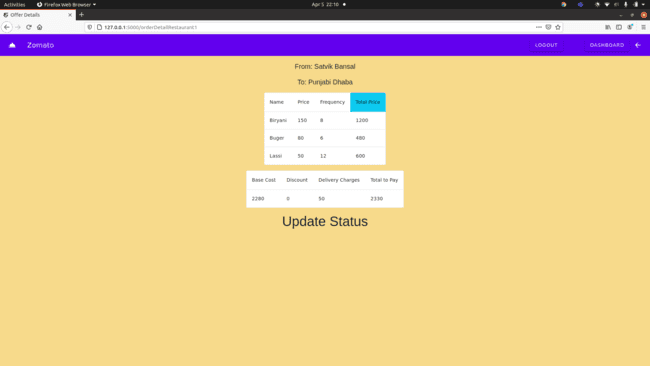 Activities Firefox Web Browser Apr 5 22:10
Offer Details
127.0.0.1:5000/orderDetailRestaurant1
Zomato LOGOUT DASHBOARD
From: Satvik Bansal
To: Punjabi Dhaba
Name Price Frequency Total Price
Biryani 150 8 1200
Buger 80 6 480
Lassi 50 12 600
Base Cost Discount Delivery Charges Total to Pay
2280 0 50 2330
Update Status